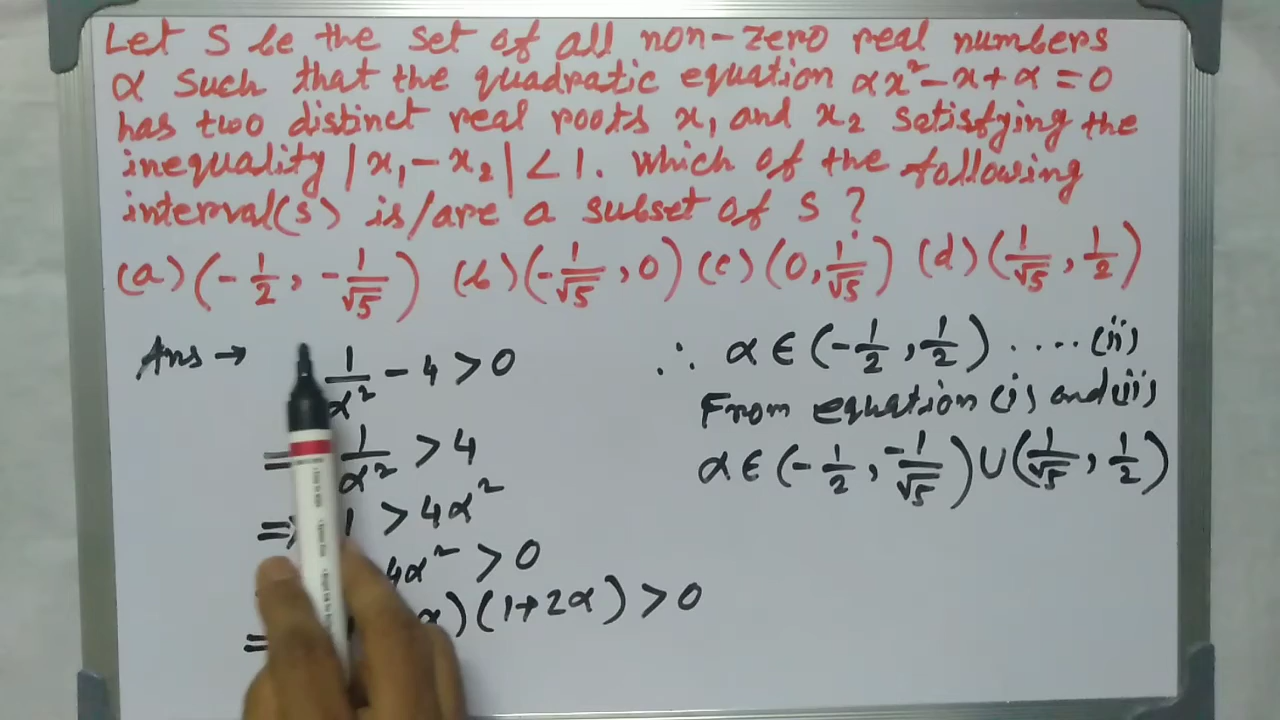 Let S be the set of all non-zero real numbers
α such that the quadratic equation αx²-x+α=0
has two distinct real roots x₁ and x₂ satisfying the
inequality |x₁-x₂|<1. Which of the following
interval(s) is/are a subset of S?
(a) (-1/2, -1/√5) (b) (-1/√5, 0) (c) (0, 1/√5) (d) (1/√5, 1/2)
Ans → 1/α² - 4 > 0
1/α² > 4
=> 1 > 4α²
4α² > 0
= α)(1+2α) > 0
∴ α ∈ (-1/2, 1/2) ....(ii)
From equation (i) and (ii)
α ∈ (-1/2, -1/√5) ∪ (1/√5, 1/2)